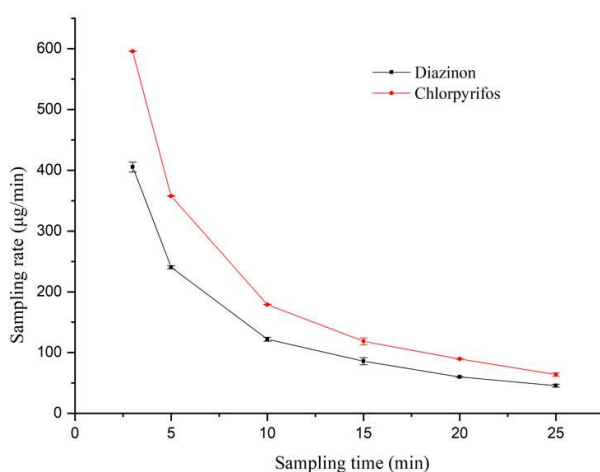 600
500
400
300
200
100
0
Sampling rate (μg/min)
Diazinon
Chlorpyrifos
0 5 10 15 20 25
Sampling time (min)